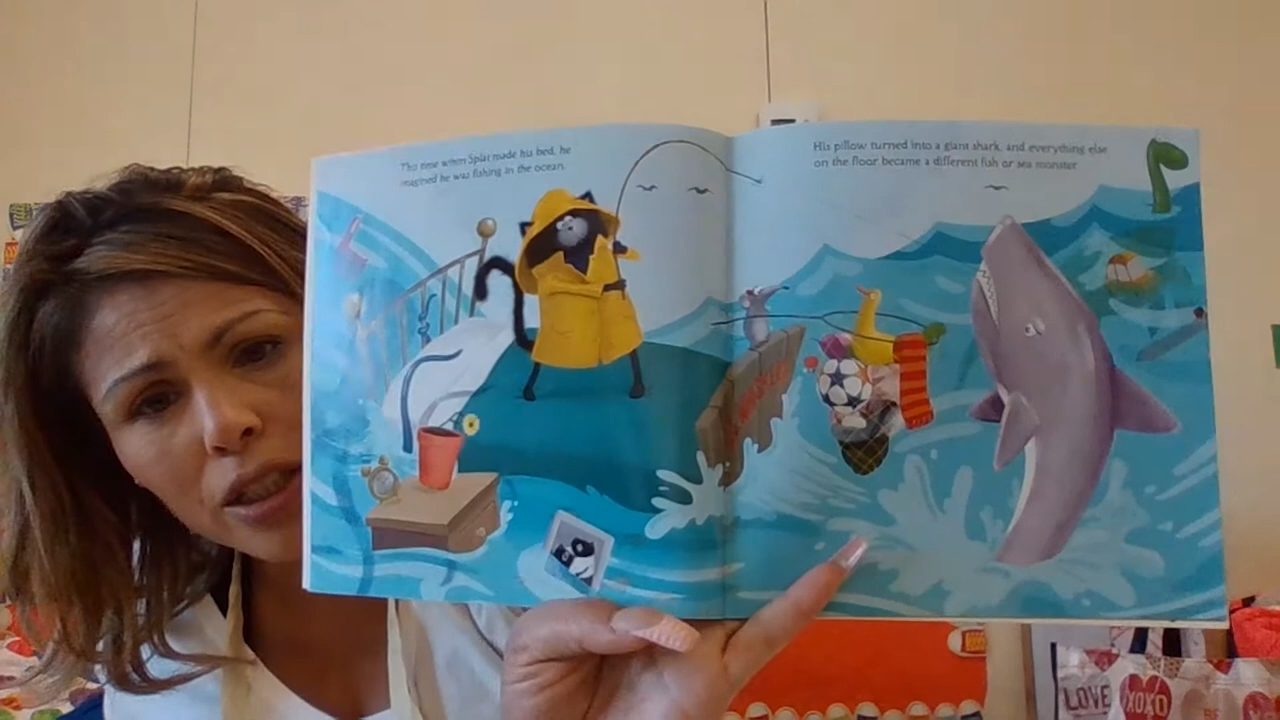 This time when Splat made his bed, he
imagined he was fishing in the ocean.
His pillow turned into a giant shark, and everything else
on the floor became a different fish or sea monster
LOVE
XOXO
BE